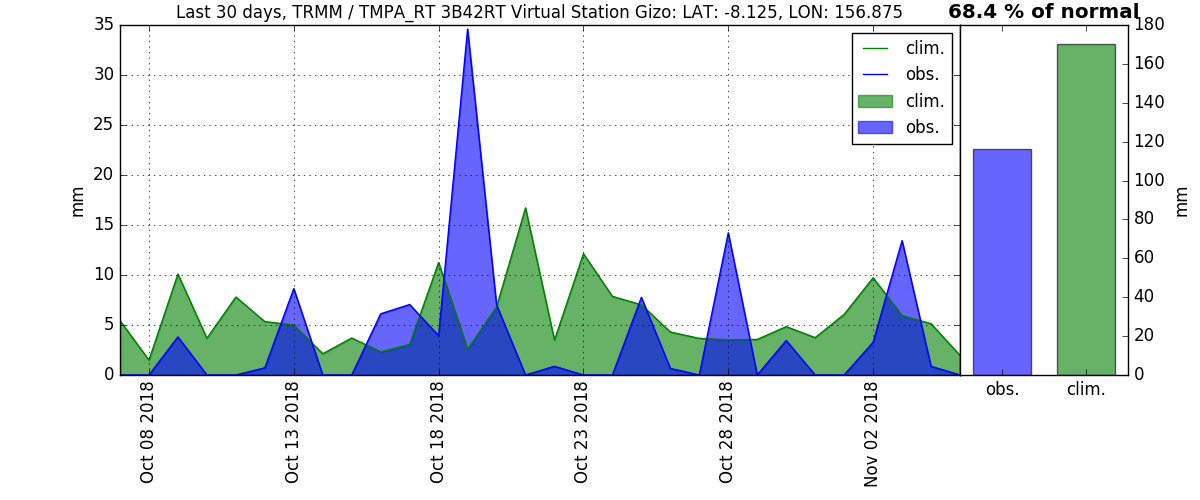 Last 30 days, TRMM / TMPA_RT 3B42RT Virtual Station Gizo: LAT: -8.125, LON: 156.875
68.4 % of normal
35
30
25
20
15
10
5
0
mm
clim.
obs.
clim.
obs.
Oct 08 2018
Oct 13 2018
Oct 18 2018
Oct 23 2018
Oct 28 2018
Nov 02 2018
180
160
140
120
100
80
60
40
20
0
mm
obs.
clim.